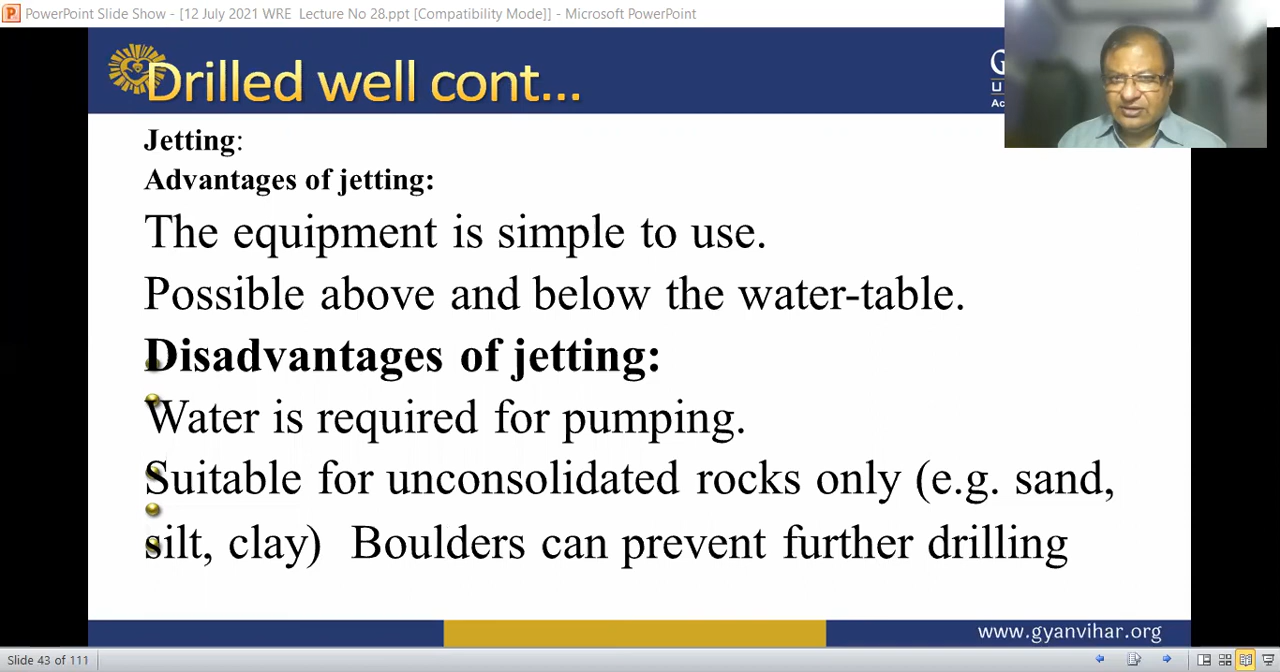 PowerPoint Slide Show - [12 July 2021 WRE Lecture No 28.ppt [Compatibility Mode]] - Microsoft PowerPoint
Drilled well cont...
Jetting:
Advantages of jetting:
The equipment is simple to use.
Possible above and below the water-table.
Disadvantages of jetting:
Water is required for pumping.
Suitable for unconsolidated rocks only (e.g. sand,
silt, clay) Boulders can prevent further drilling
www.gyanvihar.org
Slide 43 of 111